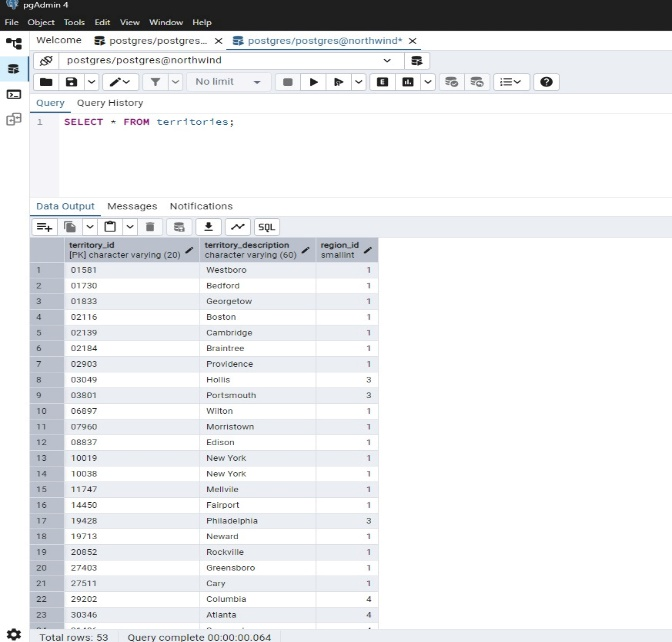 pgAdmin 4
File Object Tools Edit View Window Help
Welcome postgres/postgres... postgres/postgres@northwind*
postgres/postgres@northwind
No limit
E
Query Query History
1 SELECT * FROM territories;
Data Output Messages Notifications
SQL
territory_id territory_description region_id
[PK] character varying (20) character varying (60) smallint
1 01581 Westboro 1
2 01730 Bedford 1
3 01833 Georgetow 1
4 02116 Boston 1
5 02139 Cambridge 1
6 02184 Braintree 1
7 02903 Providence 1
8 03049 Hollis 3
9 03801 Portsmouth 3
10 06897 Wilton 1
11 07960 Morristown 1
12 08837 Edison 1
13 10019 New York 1
14 10038 New York 1
15 11747 Mellvile 1
16 14450 Fairport 1
17 19428 Philadelphia 3
18 19713 Neward 1
19 20852 Rockville 1
20 27403 Greensboro 1
21 27511 Cary 1
22 29202 Columbia 4
23 30346 Atlanta 4
Total rows: 53 Query complete 00:00:00.064